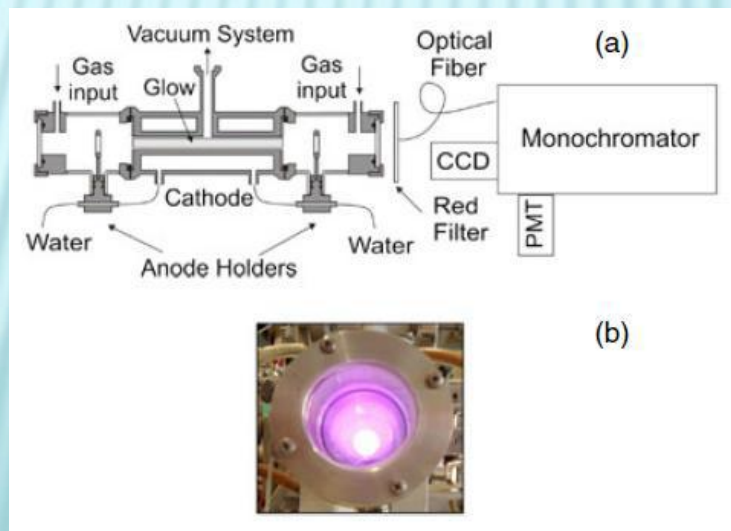 Vacuum System
Gas
input
Glow
Gas
input
Optical
Fiber
(a)
Monochromator
CCD
PMT
Red
Filter
Cathode
Water
Water
Anode Holders
(b)